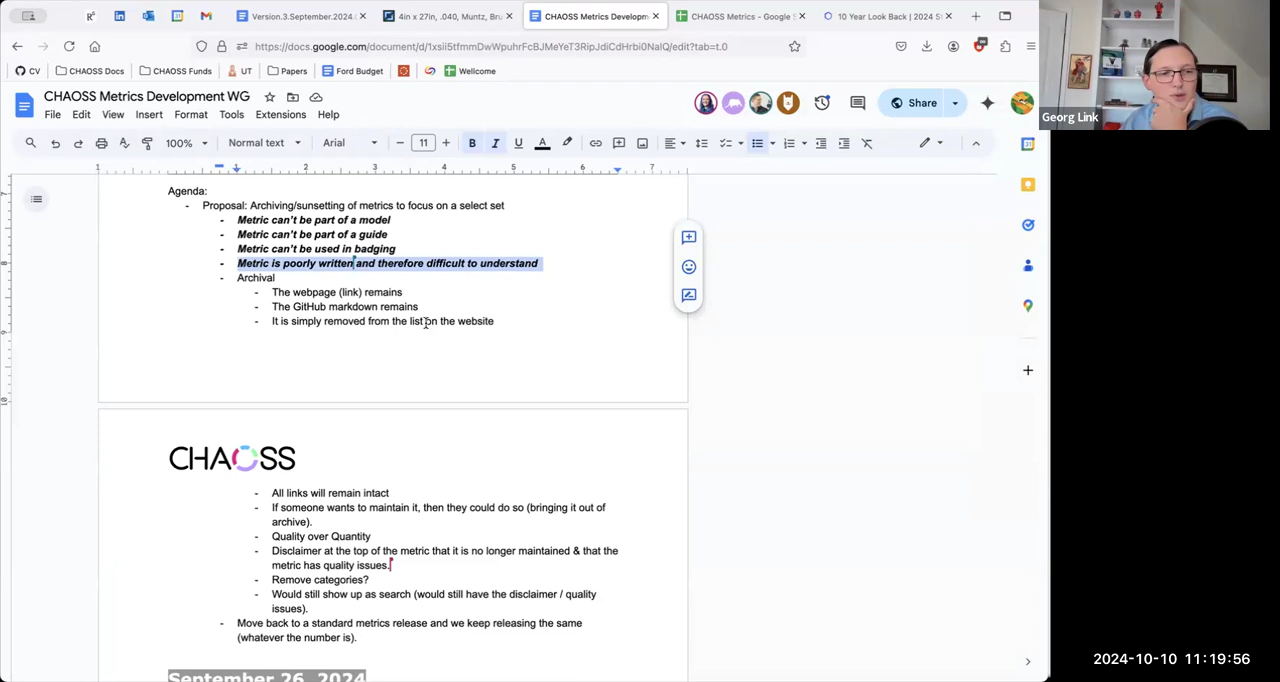 Version.3.September.2024.
4in x 27in, .040, Muntz, Bru
CHAOSS Metrics Developm
CHAOSS Metrics - Google S
10 Year Look Back | 2024 S
https://docs.google.com/document/d/1xsii5tfmmDwWpuhrFcBJMeYeT3RipJdiCdHrbi0NalQ/edit?tab=t.0
CV
CHAOSS Docs
CHAOSS Funds
UT
Papers
Ford Budget
Wellcome
CHAOSS Metrics Development WG
File Edit View Insert Format Tools Extensions Help
Share
100% Normal text Arial 11 B I U A
1 1 2 3 4 5 6 7
Georg Link
Agenda:
- Proposal: Archiving/sunsetting of metrics to focus on a select set
- Metric can't be part of a model
- Metric can't be part of a guide
- Metric can't be used in badging
- Metric is poorly written and therefore difficult to understand
- Archival
- The webpage (link) remains
- The GitHub markdown remains
- It is simply removed from the list on the website
CHAOSS
- All links will remain intact
- If someone wants to maintain it, then they could do so (bringing it out of
archive).
- Quality over Quantity
- Disclaimer at the top of the metric that it is no longer maintained & that the
metric has quality issues.
- Remove categories?
- Would still show up as search (would still have the disclaimer / quality
issues).
- Move back to a standard metrics release and we keep releasing the same
(whatever the number is).
September 26, 2024
2024-10-10 11:19:56